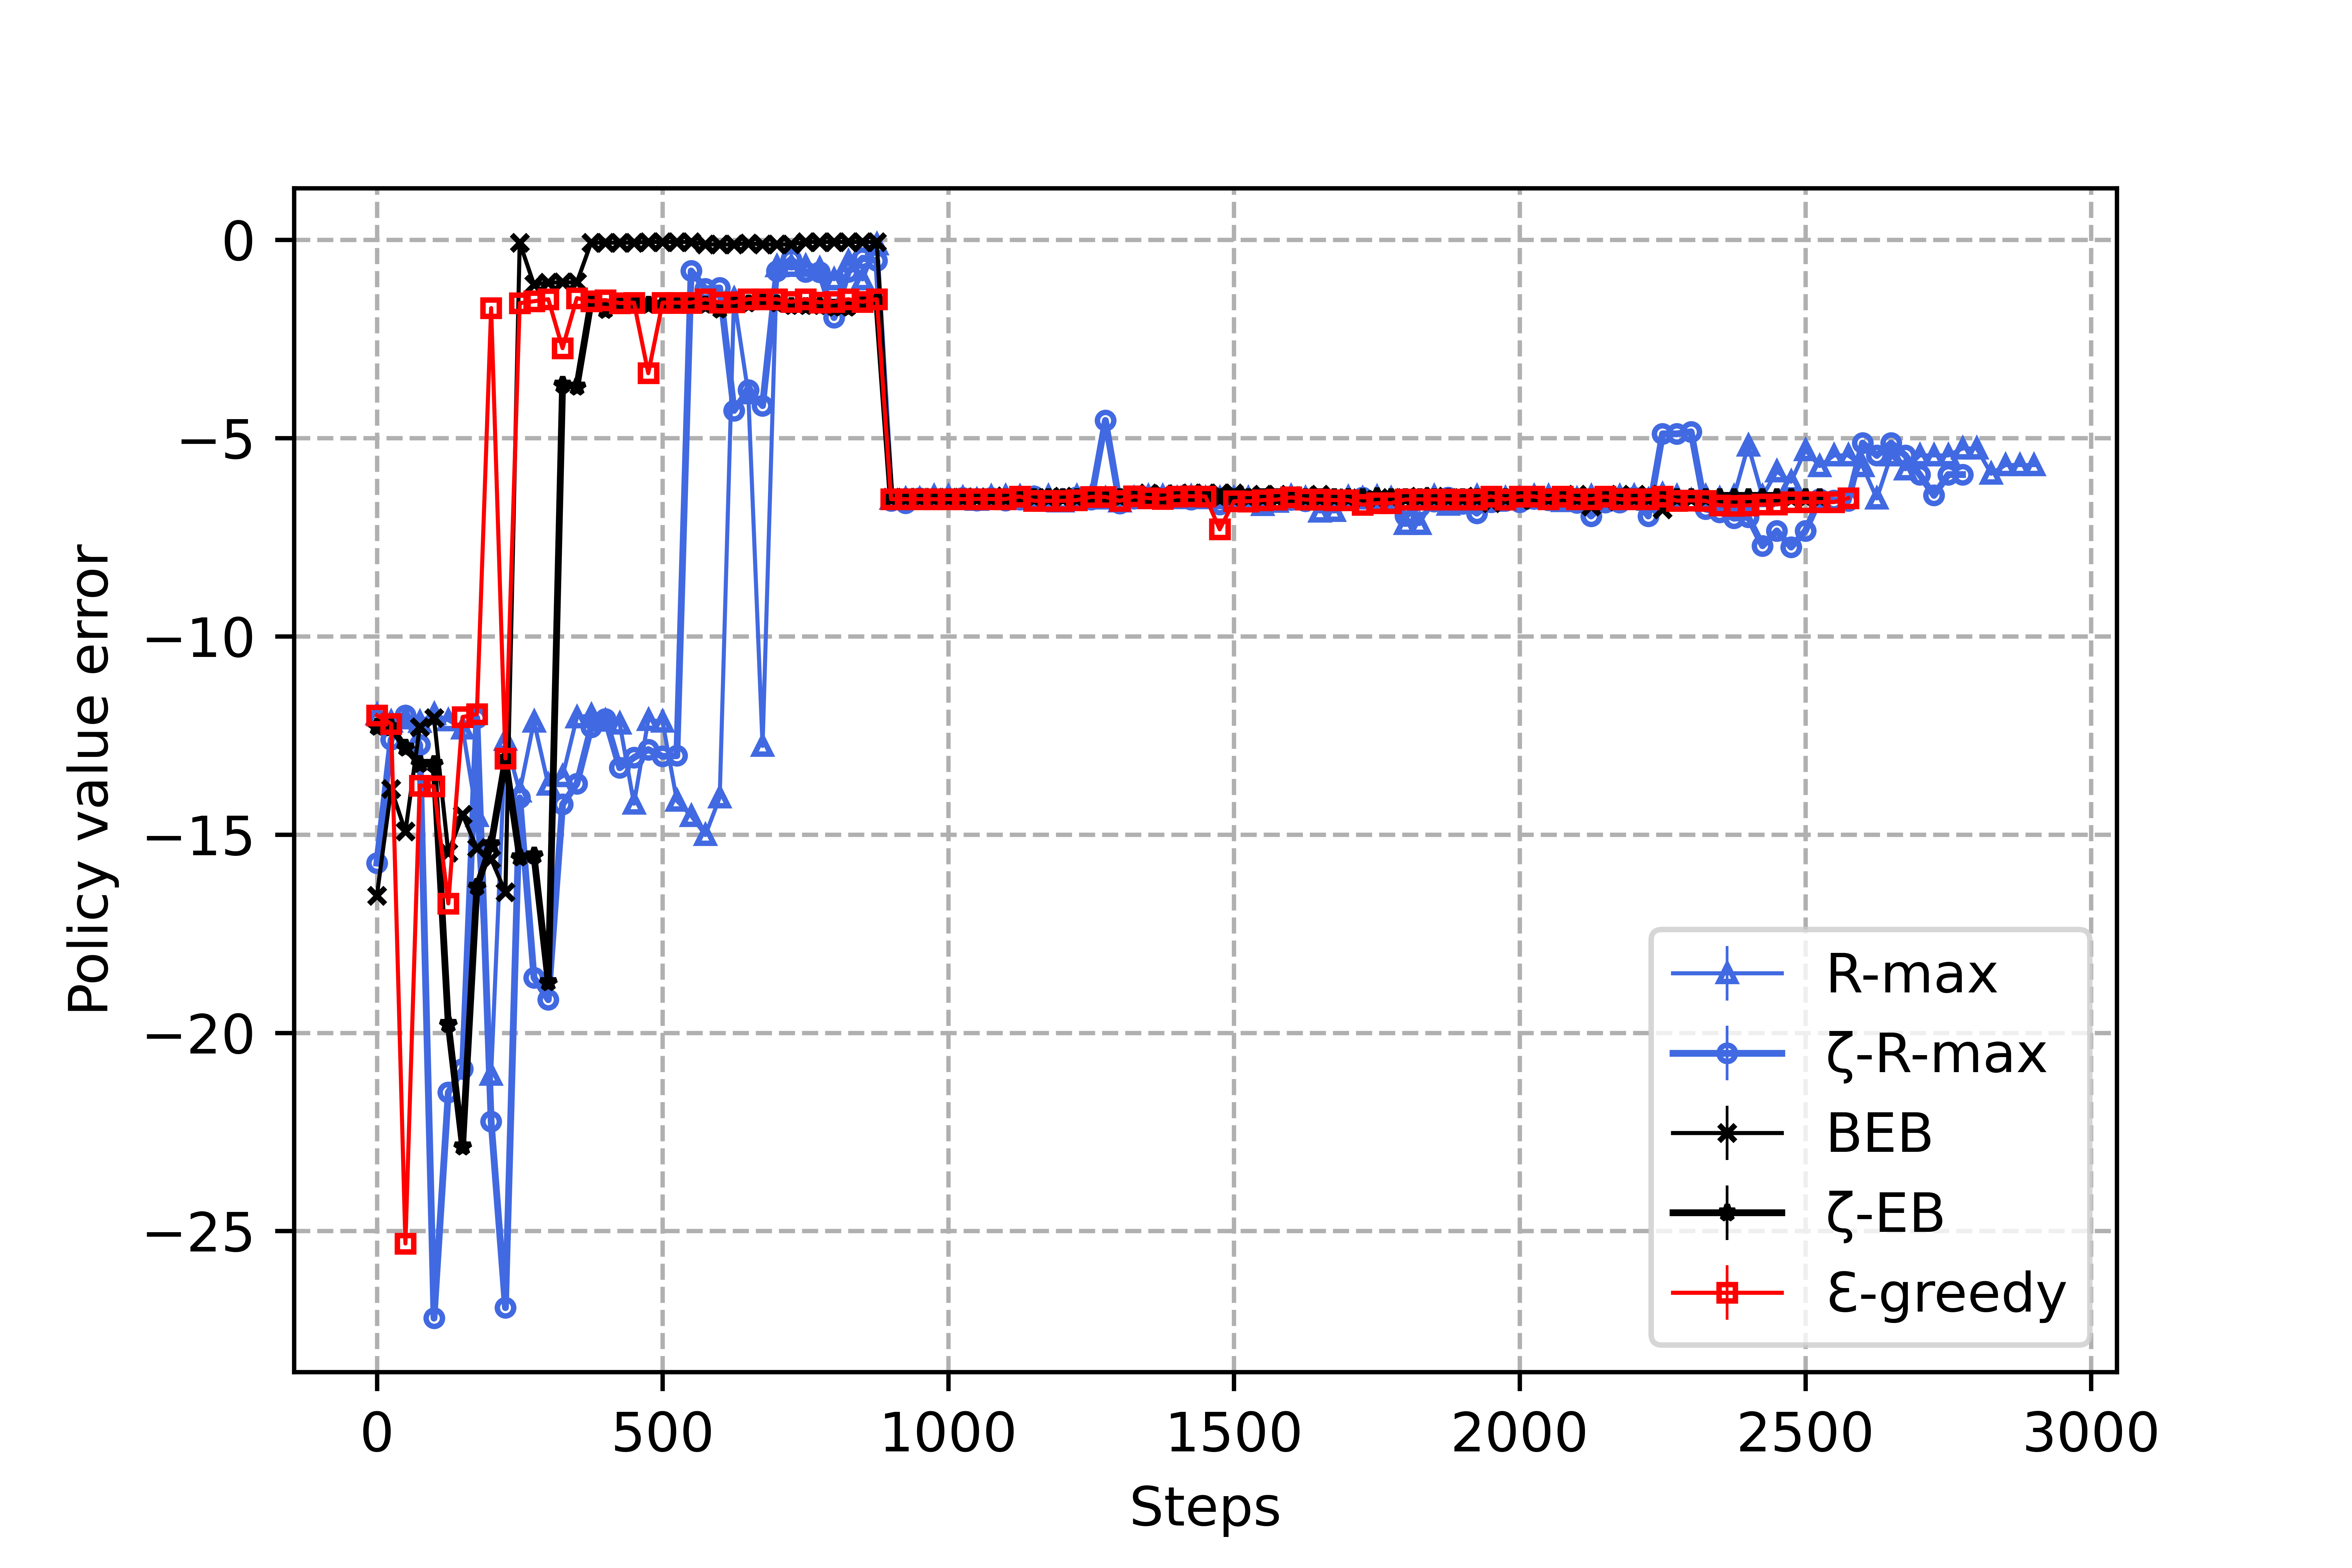 0
−5
−10
−15
−20
−25
Policy value error
0 500 1000 1500 2000 2500 3000
Steps
R-max
ζ-R-max
BEB
ζ-EB
Ɛ-greedy